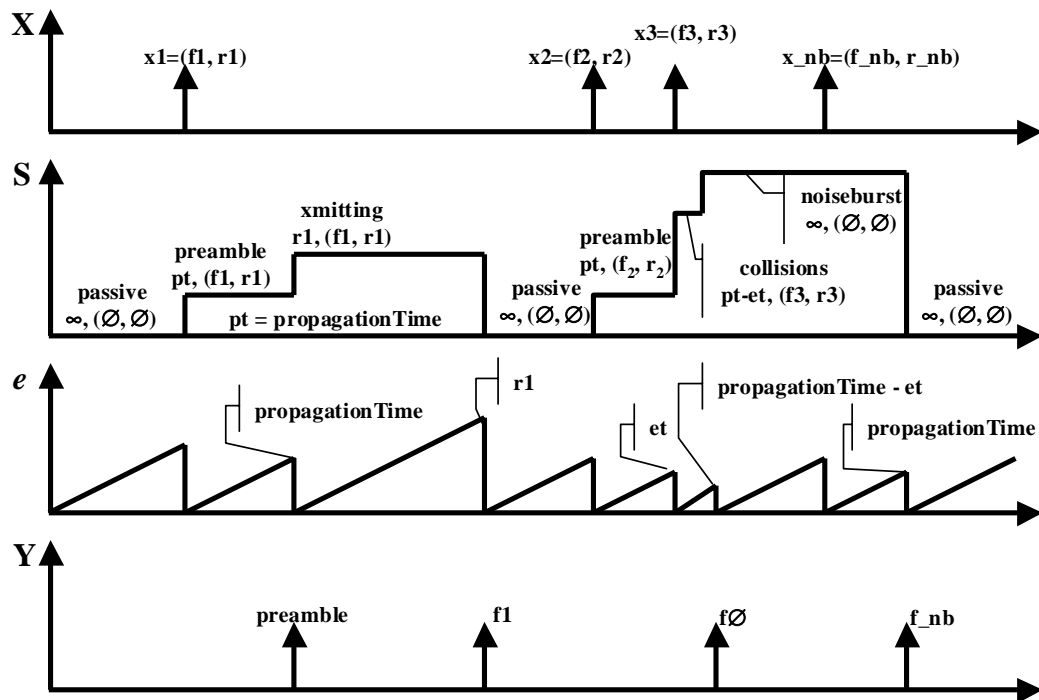 X
x1=(f1, r1)
x2=(f2, r2)
x3=(f3, r3)
x_nb=(f_nb, r_nb)
S
passive
∞, (Ø, Ø)
preamble
pt, (f1, r1)
xmitting
r1, (f1, r1)
pt = propagationTime
passive
∞, (Ø, Ø)
preamble
pt, (f₂, r₂)
collisions
pt-et, (f3, r3)
noiseburst
∞, (Ø, Ø)
passive
∞, (Ø, Ø)
e
propagationTime
r1
et
propagationTime - et
propagationTime
Y
preamble
f1
fØ
f_nb